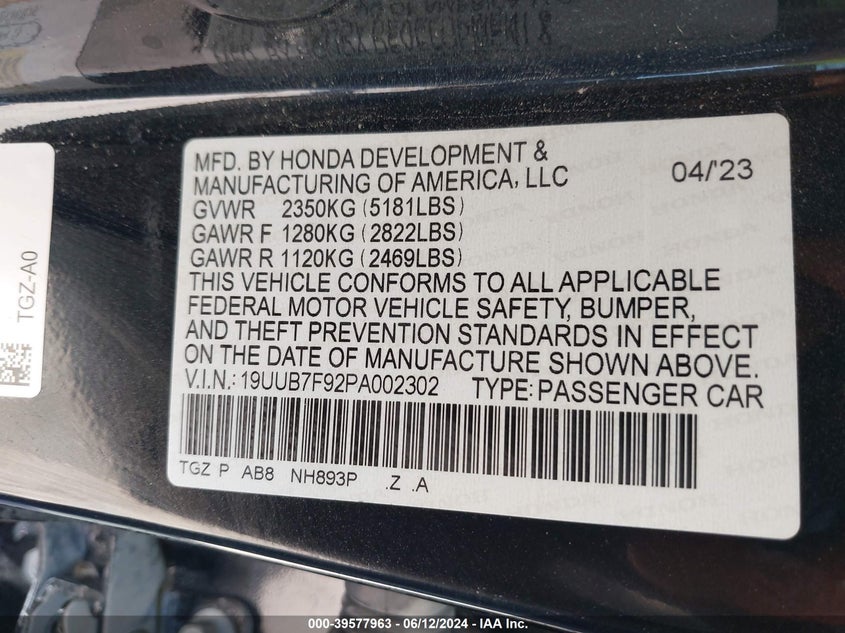 MFD. BY HONDA DEVELOPMENT &
MANUFACTURING OF AMERICA, LLC 04/'23
GVWR 2350KG (5181LBS)
GAWR F 1280KG (2822LBS)
GAWR R 1120KG (2469LBS)
THIS VEHICLE CONFORMS TO ALL APPLICABLE
FEDERAL MOTOR VEHICLE SAFETY, BUMPER,
AND THEFT PREVENTION STANDARDS IN EFFECT
ON THE DATE OF MANUFACTURE SHOWN ABOVE.
V.I.N.: 19UUB7F92PA002302 TYPE: PASSENGER CAR
TGZ P AB8 NH893P .Z .A
TGZ-A0
000-39577963 - 06/12/2024 - IAA Inc.